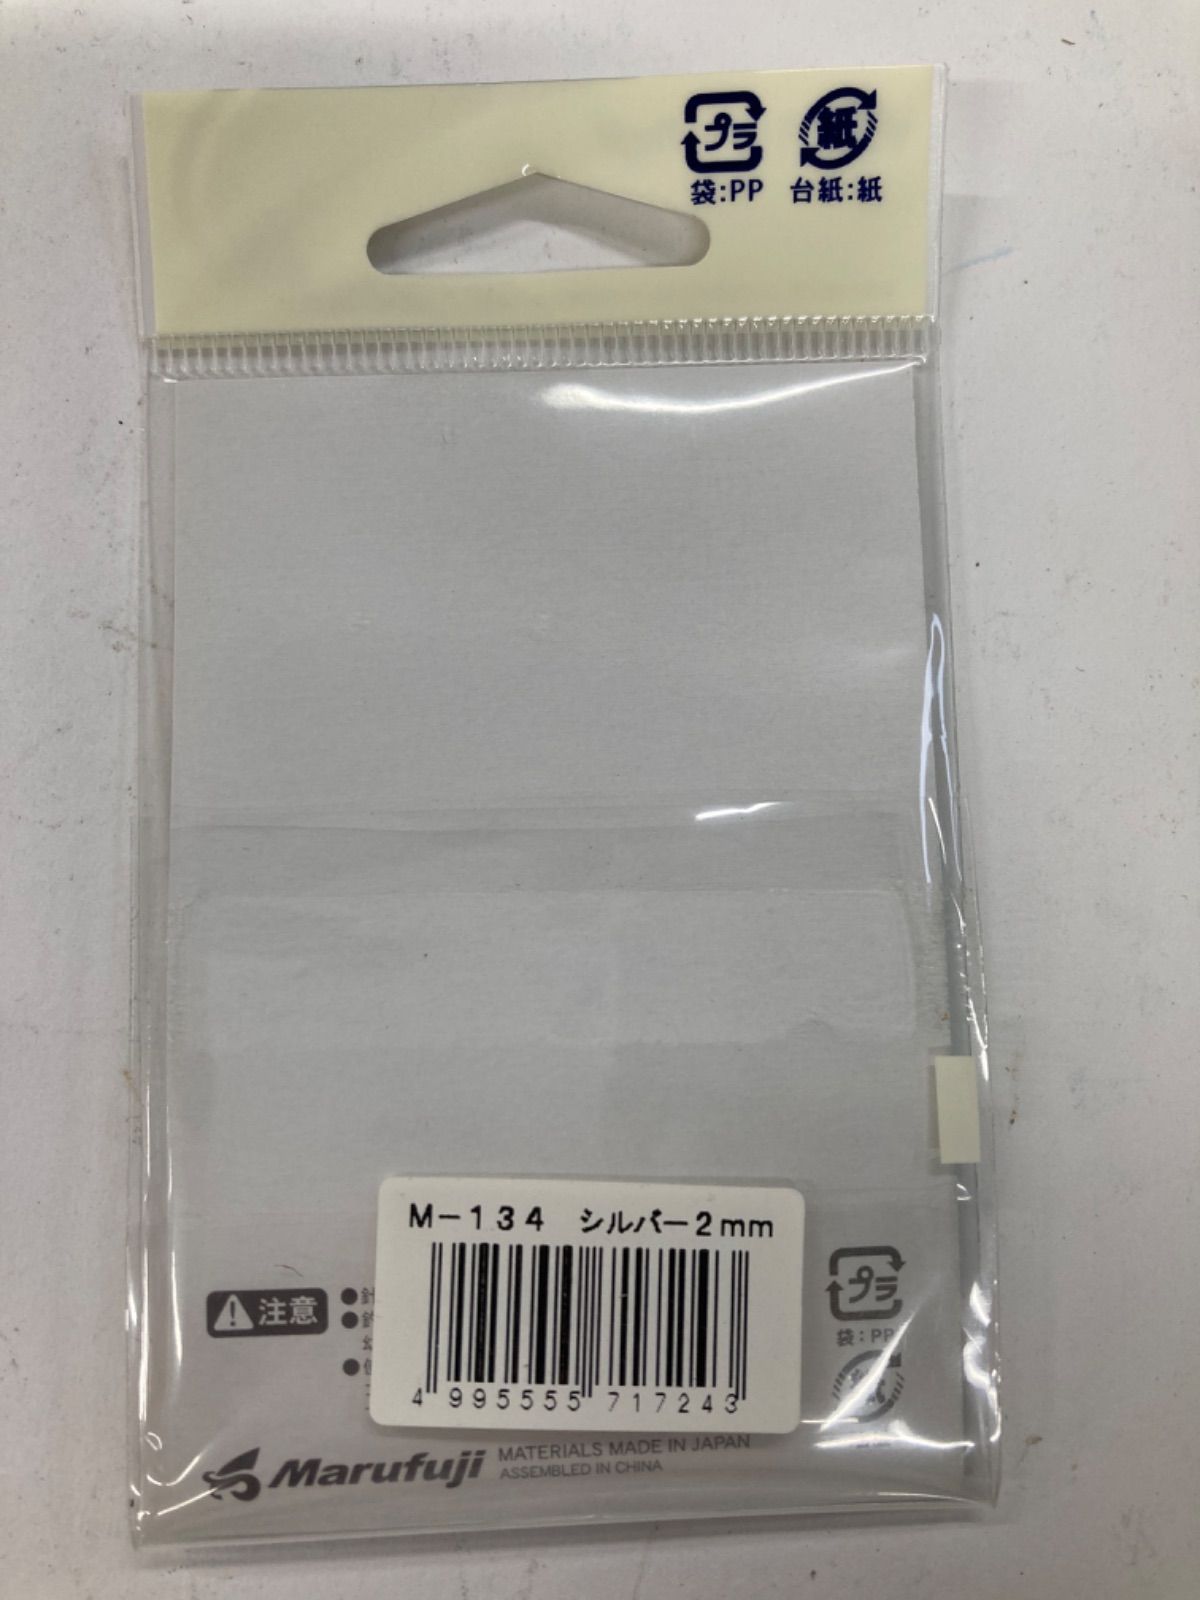 プラ 紙
袋:PP 台紙:紙
M-134 シルバー2mm
4 995555 717243
注意
プラ
袋:PP
Marufuji MATERIALS MADE IN JAPAN
ASSEMBLED IN CHINA